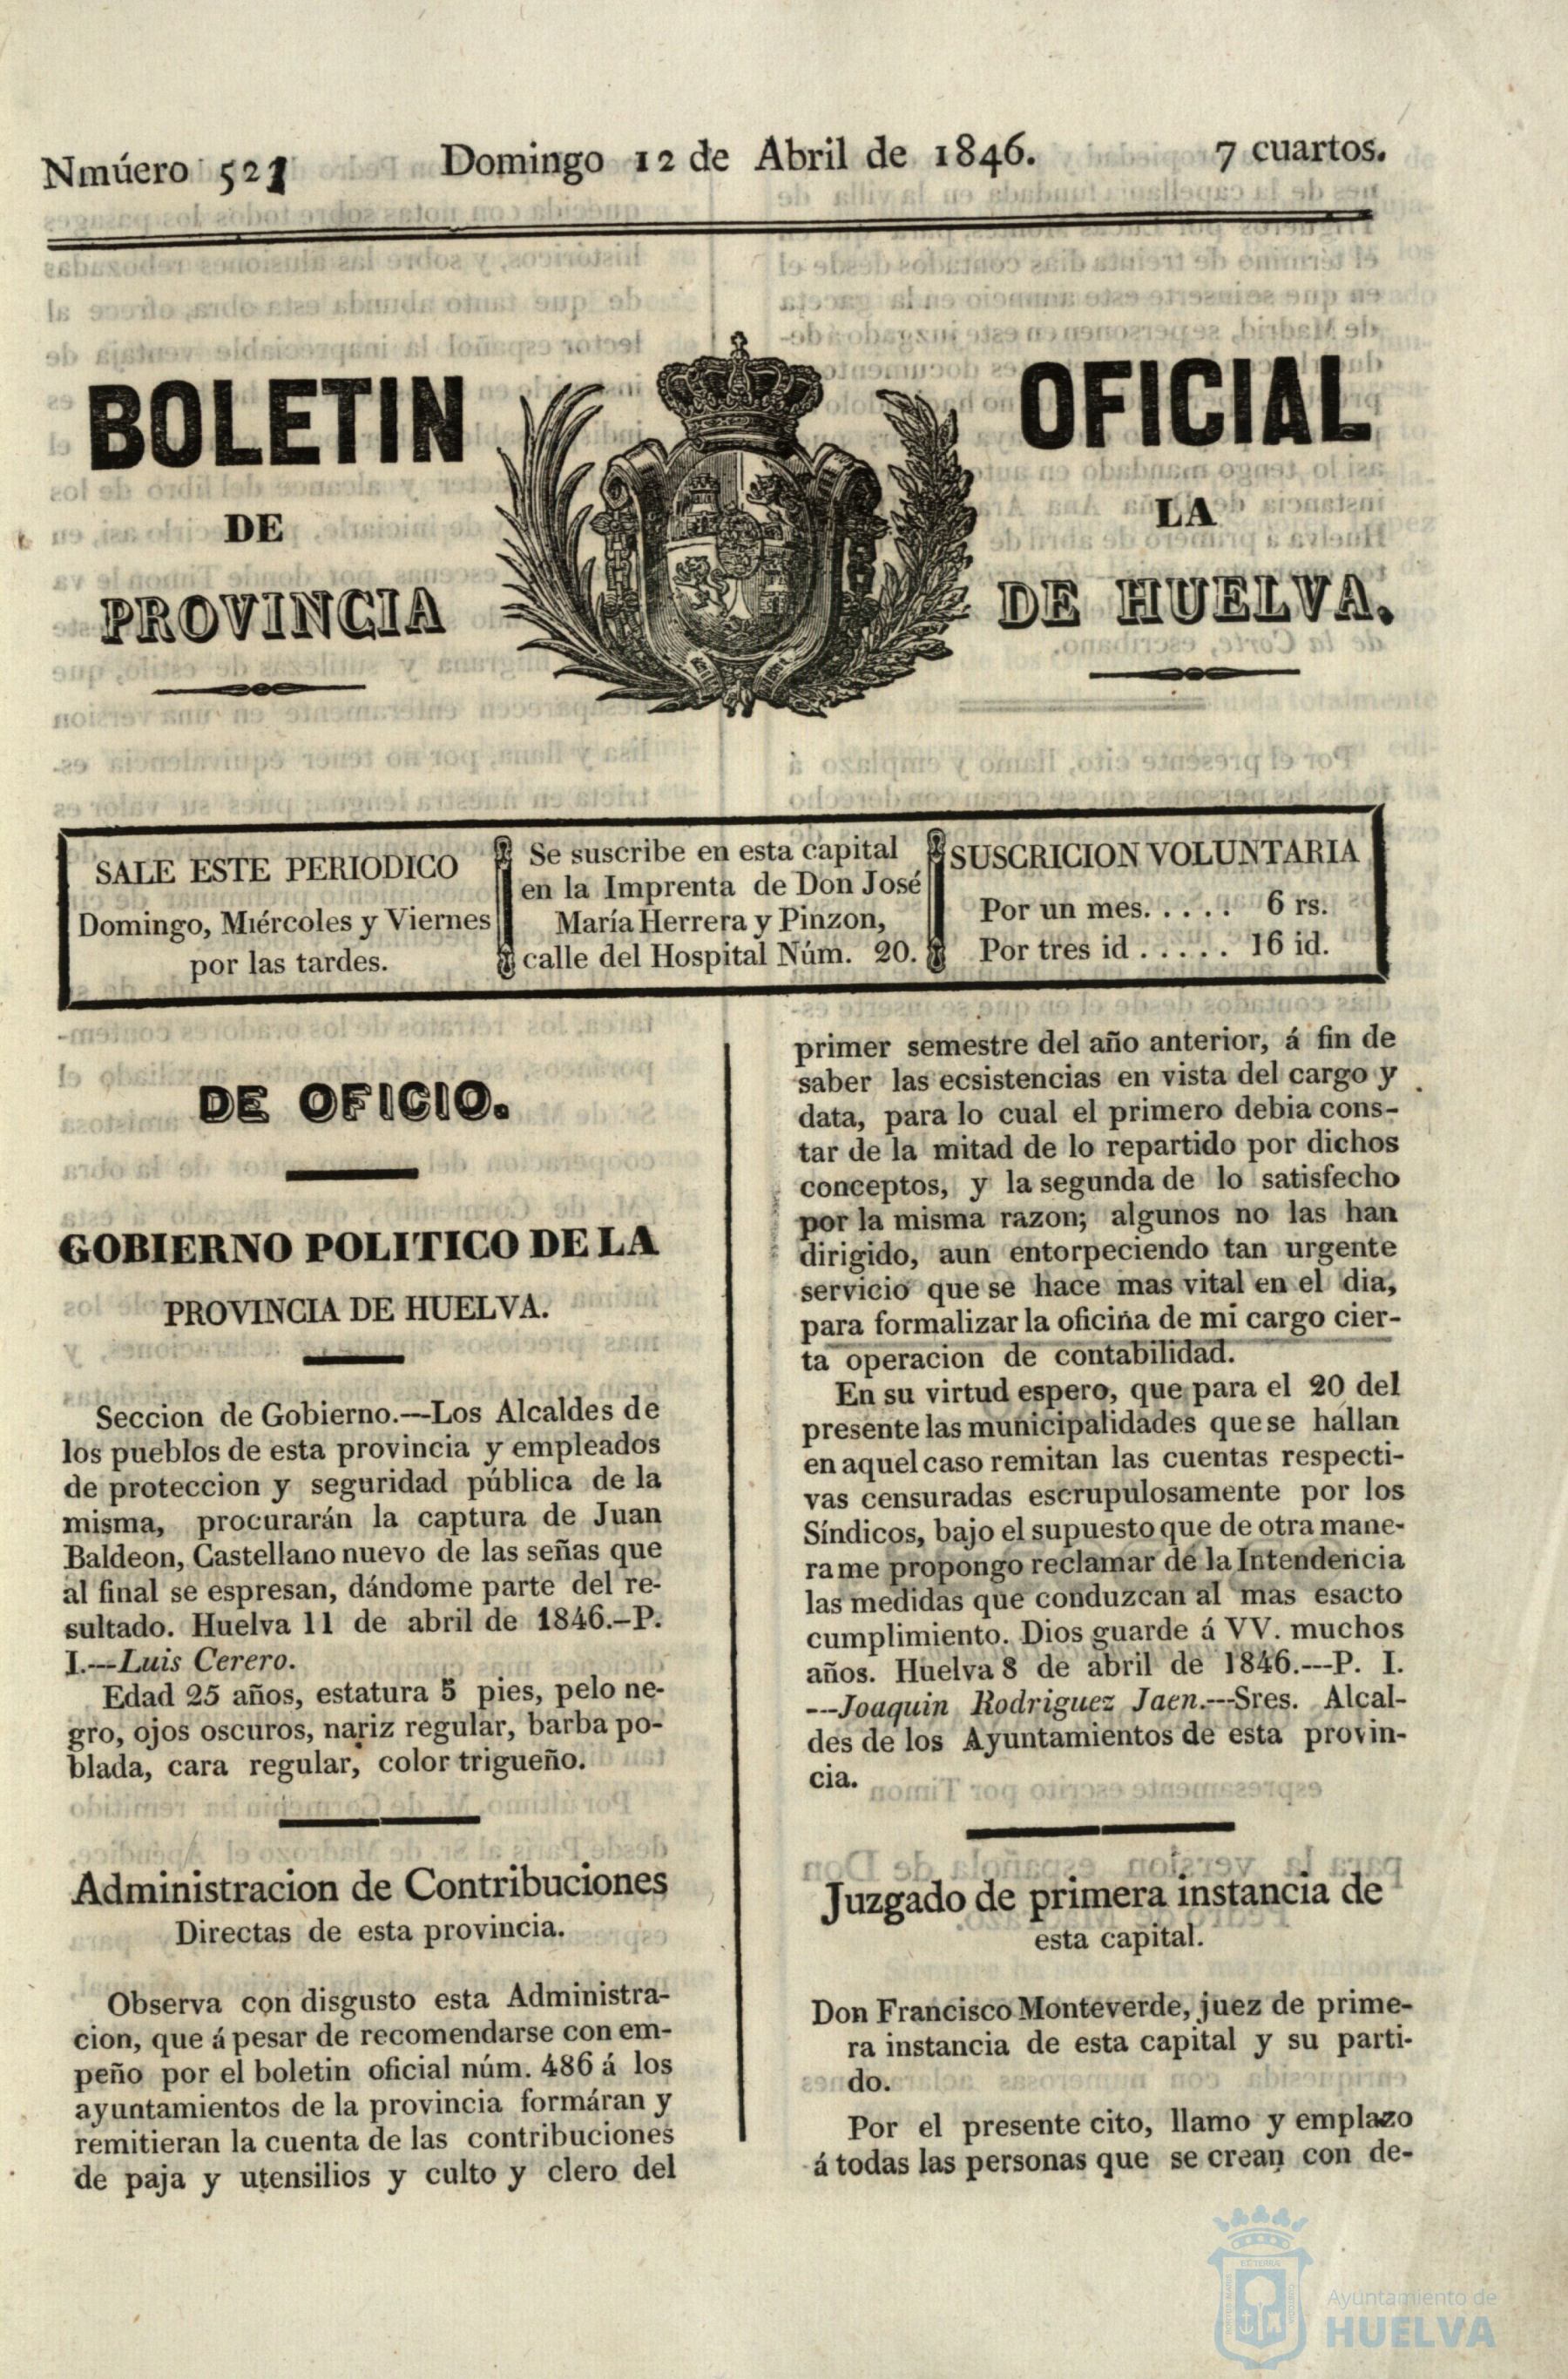 Nmúero 521
Domingo 12 de Abril de 1846.
7 cuartos.
BOLETIN OFICIAL
DE LA
PROVINCIA DE HUELVA.
SALE ESTE PERIODICO
Domingo, Miércoles y Viernes
por las tardes.
Se suscribe en esta capital
en la Imprenta de Don José
María Herrera y Pinzon,
calle del Hospital Núm. 20.
SUSCRICION VOLUNTARIA
Por un mes. . . . . 6 rs.
Por tres id . . . . . 16 id.
DE OFICIO.
GOBIERNO POLITICO DE LA
PROVINCIA DE HUELVA.
Seccion de Gobierno.—Los Alcaldes de
los pueblos de esta provincia y empleados
de proteccion y seguridad pública de la
misma, procurarán la captura de Juan
Baldeon, Castellano nuevo de las señas que
al final se espresan, dándome parte del re-
sultado. Huelva 11 de abril de 1846.–P.
I.---Luis Cerero.
Edad 25 años, estatura 5 pies, pelo ne-
gro, ojos oscuros, nariz regular, barba po-
blada, cara regular, color trigueño.
Administracion de Contribuciones
Directas de esta provincia.
Observa con disgusto esta Administra-
cion, que á pesar de recomendarse con em-
peño por el boletin oficial núm. 486 á los
ayuntamientos de la provincia formáran y
remitieran la cuenta de las contribuciones
de paja y utensilios y culto y clero del
primer semestre del año anterior, á fin de
saber las ecsistencias en vista del cargo y
data, para lo cual el primero debia cons-
tar de la mitad de lo repartido por dichos
conceptos, y la segunda de lo satisfecho
por la misma razon; algunos no las han
dirigido, aun entorpeciendo tan urgente
servicio que se hace mas vital en el dia,
para formalizar la oficina de mi cargo cier-
ta operacion de contabilidad.
En su virtud espero, que para el 20 del
presente las municipalidades que se hallan
en aquel caso remitan las cuentas respecti-
vas censuradas escrupulosamente por los
Síndicos, bajo el supuesto que de otra mane-
ra me propongo reclamar de la Intendencia
las medidas que conduzcan al mas esacto
cumplimiento. Dios guarde á VV. muchos
años. Huelva 8 de abril de 1846.---P. I.
---Joaquin Rodriguez Jaen.---Sres. Alcal-
des de los Ayuntamientos de esta provin-
cia.
Juzgado de primera instancia de
esta capital.
Don Francisco Monteverde, juez de prime-
ra instancia de esta capital y su parti-
do.
Por el presente cito, llamo y emplazo
á todas las personas que se crean con de-
Ayuntamiento de
HUELVA